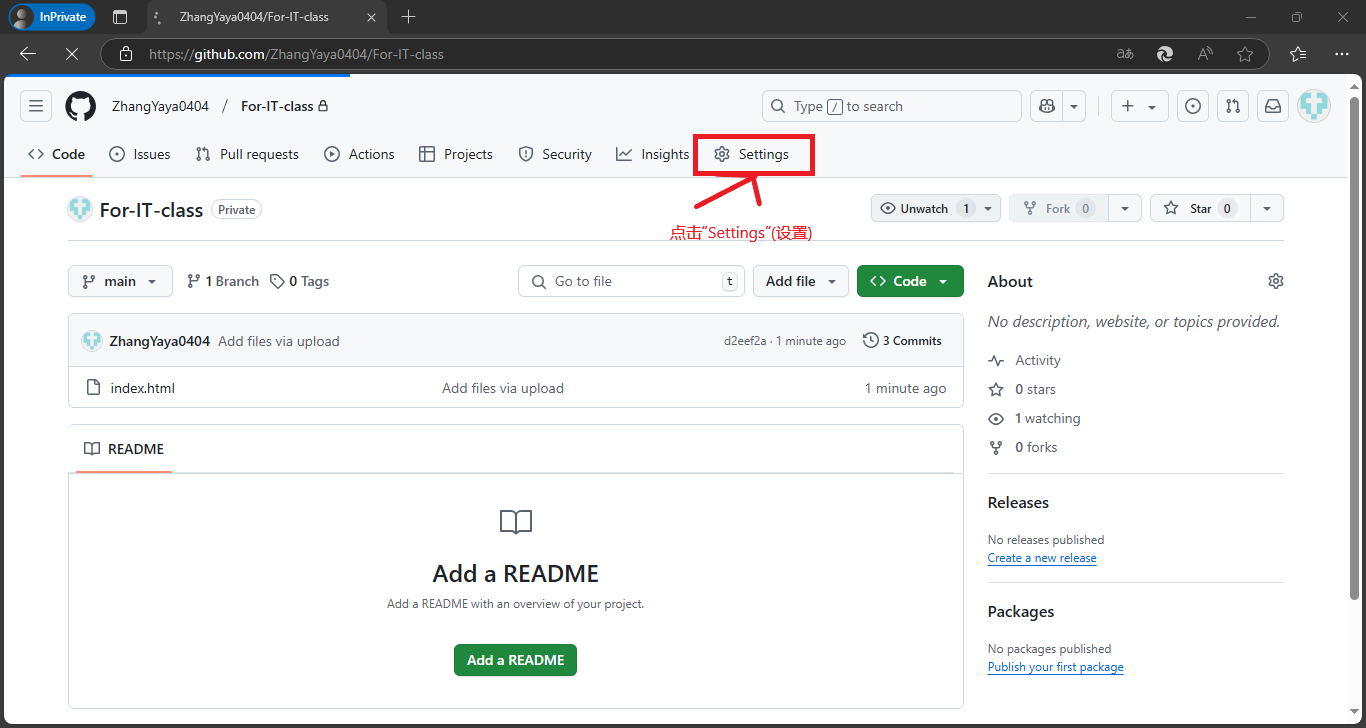 InPrivate
ZhangYaya0404/For-IT-class
https://github.com/ZhangYaya0404/For-IT-class
ZhangYaya0404 / For-IT-class
Type / to search
Code Issues Pull requests Actions Projects Security Insights Settings
点击“Settings”(设置)
For-IT-class Private
Unwatch 1 Fork 0 Star 0
main 1 Branch 0 Tags
Go to file t Add file Code
ZhangYaya0404 Add files via upload d2eef2a · 1 minute ago 3 Commits
index.html Add files via upload 1 minute ago
README
Add a README
Add a README with an overview of your project.
Add a README
About
No description, website, or topics provided.
Activity
0 stars
1 watching
0 forks
Releases
No releases published
Create a new release
Packages
No packages published
Publish your first package